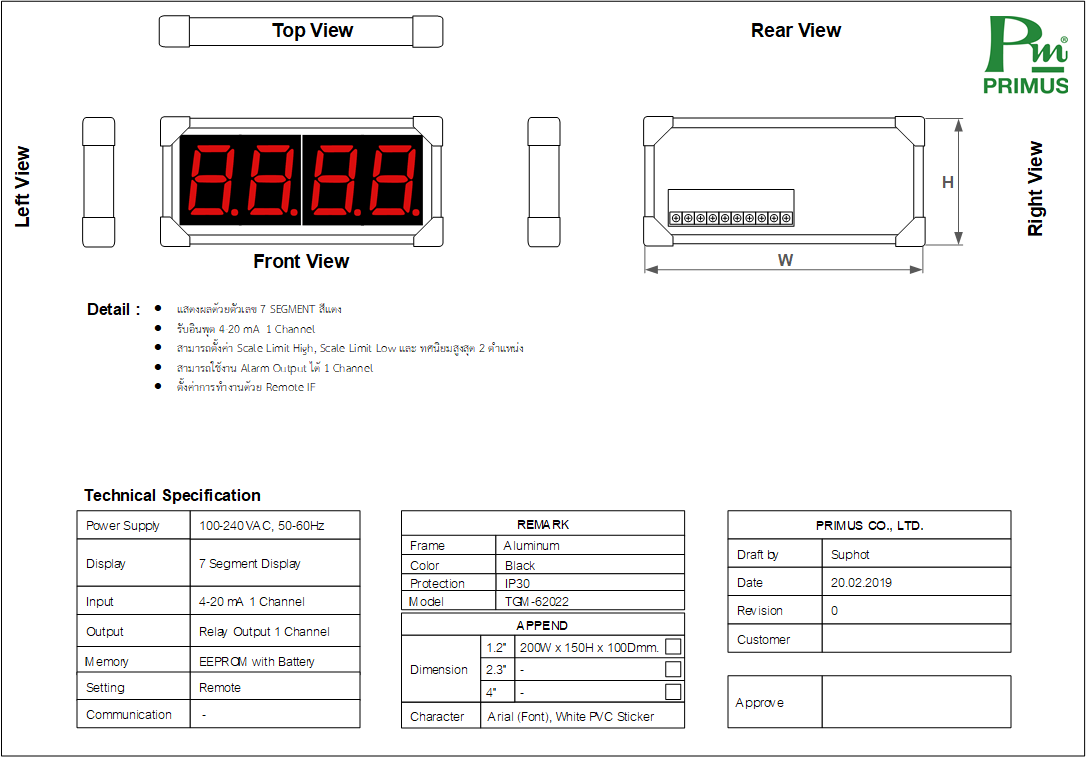 Top View
Rear View
Pm®
PRIMUS
Left View
8.8.8.8.
H
Right View
W
Front View
Detail :
● แสดงผลด้วยตัวเลข 7 SEGMENT สีแดง
● รับอินพุต 4-20 mA 1 Channel
● สามารถตั้งค่า Scale Limit High, Scale Limit Low และ ทศนิยมสูงสุด 2 ตำแหน่ง
● สามารถใช้งาน Alarm Output ได้ 1 Channel
● ตั้งค่าการทำงานด้วย Remote IF
Technical Specification
Power Supply 100-240 VAC, 50-60Hz
Display 7 Segment Display
Input 4-20 mA 1 Channel
Output Relay Output 1 Channel
Memory EEPROM with Battery
Setting Remote
Communication -
REMARK
Frame Aluminum
Color Black
Protection IP30
Model TGM-62022
APPEND
Dimension
1.2" 200W x 150H x 100Dmm.
2.3" -
4" -
Character Arial (Font), White PVC Sticker
PRIMUS CO., LTD.
Draft by Suphot
Date 20.02.2019
Revision 0
Customer
Approve